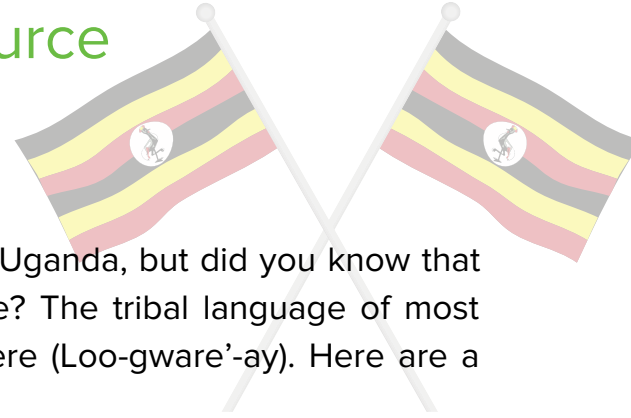 urce
Uganda, but did you know that
e? The tribal language of most
ere (Loo-gware’-ay). Here are a